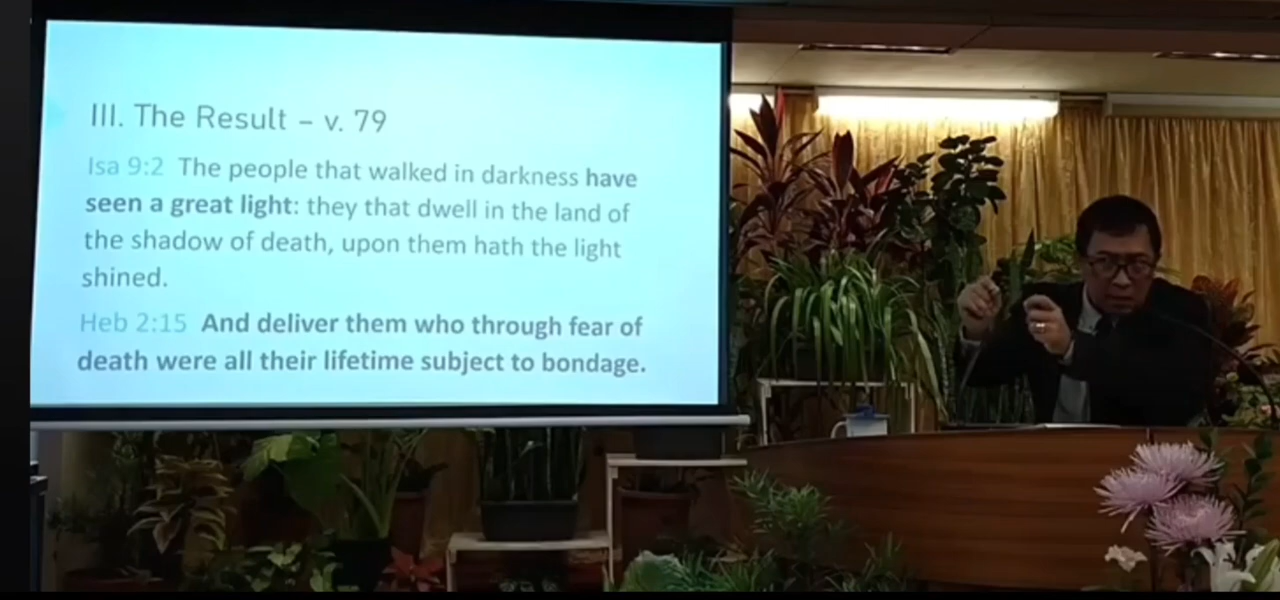 III. The Result – v. 79
Isa 9:2 The people that walked in darkness have
seen a great light: they that dwell in the land of
the shadow of death, upon them hath the light
shined.
Heb 2:15 And deliver them who through fear of
death were all their lifetime subject to bondage.